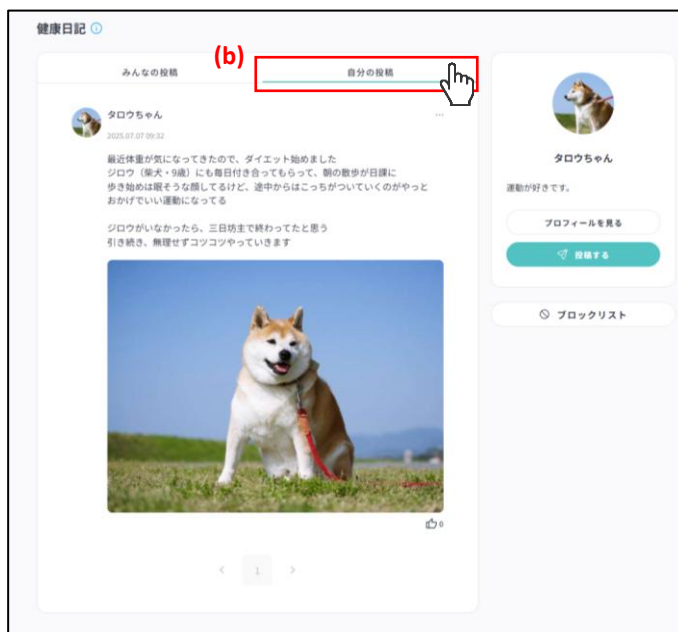 健康日記
(b)
みんなの投稿
自分の投稿
タロウちゃん
2025.07.07 09:32
最近体重が気になってきたので、ダイエット始めました
ジロウ（柴犬・9歳）にも毎日付き合ってもらって、朝の散歩が日課に
歩き始めは眠そうな顔してるけど、途中からはこっちがついていくのがやっと
おかげでいい運動になってる
ジロウがいなかったら、三日坊主で終わってたと思う
引き続き、無理せずコツコツやっていきます
0
< 1 >
タロウちゃん
運動が好きです。
プロフィールを見る
投稿する
ブロックリスト